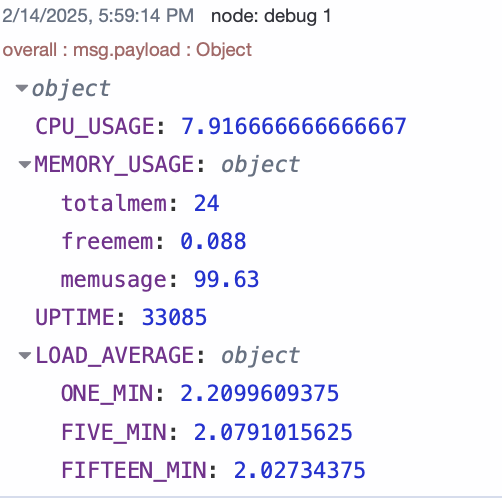 2/14/2025, 5:59:14 PM node: debug 1
overall : msg.payload : Object
object
CPU_USAGE: 7.916666666666667
MEMORY_USAGE: object
totalmem: 24
freemem: 0.088
memusage: 99.63
UPTIME: 33085
LOAD_AVERAGE: object
ONE_MIN: 2.2099609375
FIVE_MIN: 2.0791015625
FIFTEEN_MIN: 2.02734375